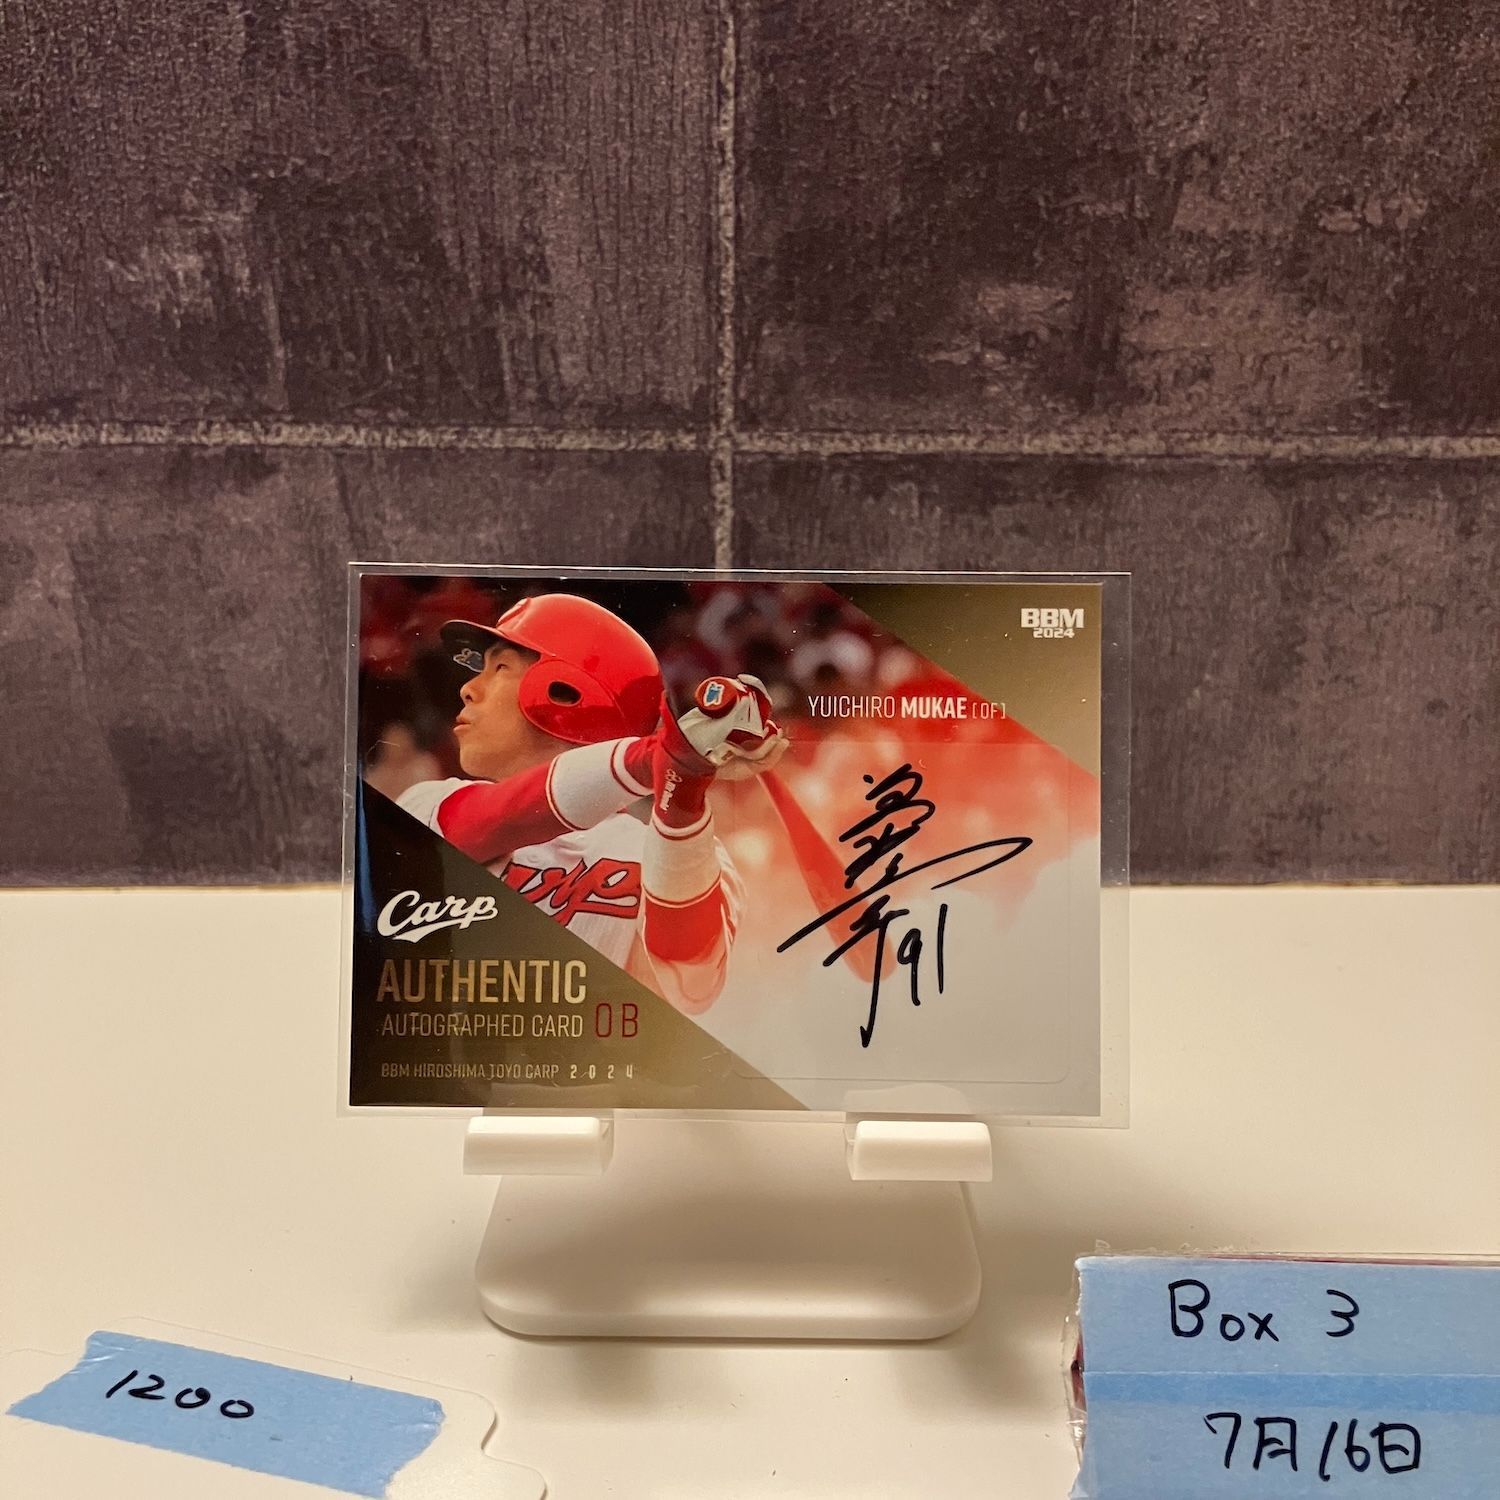 BBM
2024
YUICHIRO MUKAE [OF]
Carp
91
Carp
AUTHENTIC
AUTOGRAPHED CARD OB
BBM HIROSHIMA TOYO CARP 2024
Box 3
1200
7月16日